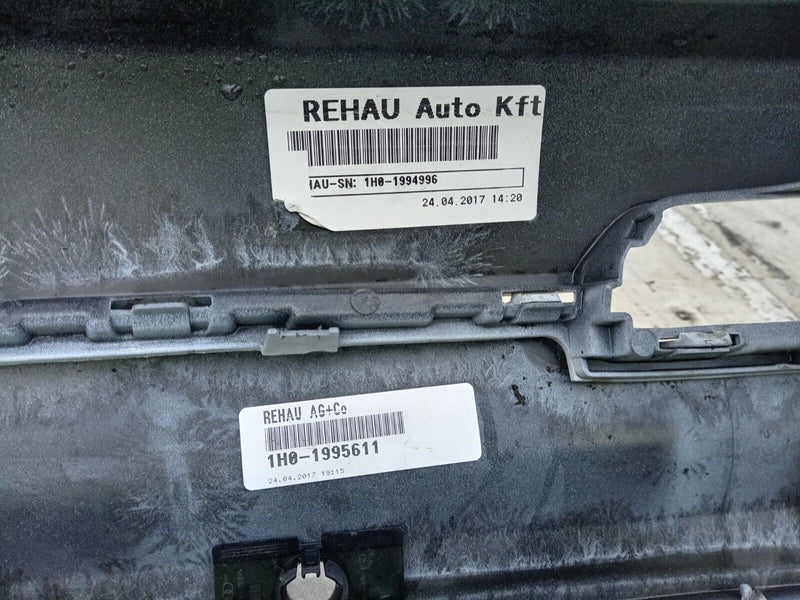 REHAU Auto Kft
HAU-SN: 1H0-1994996
24.04.2017 14:20
REHAU AG+Co
1H0-1995611
24.04.2017 19:15